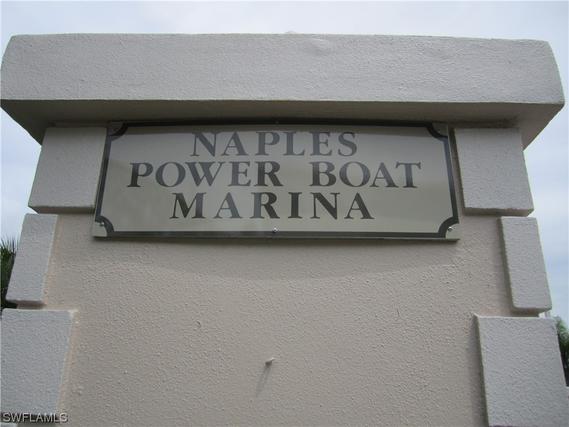 NAPLES
POWER BOAT
MARINA
SWFLAMLS